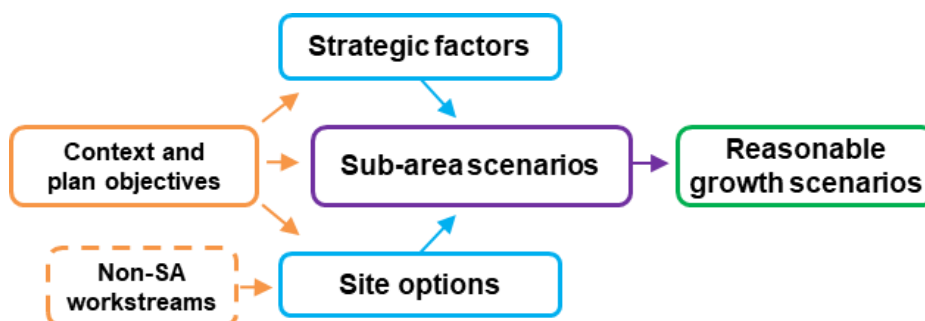 Strategic factors
Context and
plan objectives
Sub-area scenarios
Reasonable
growth scenarios
Non-SA
workstreams
Site options